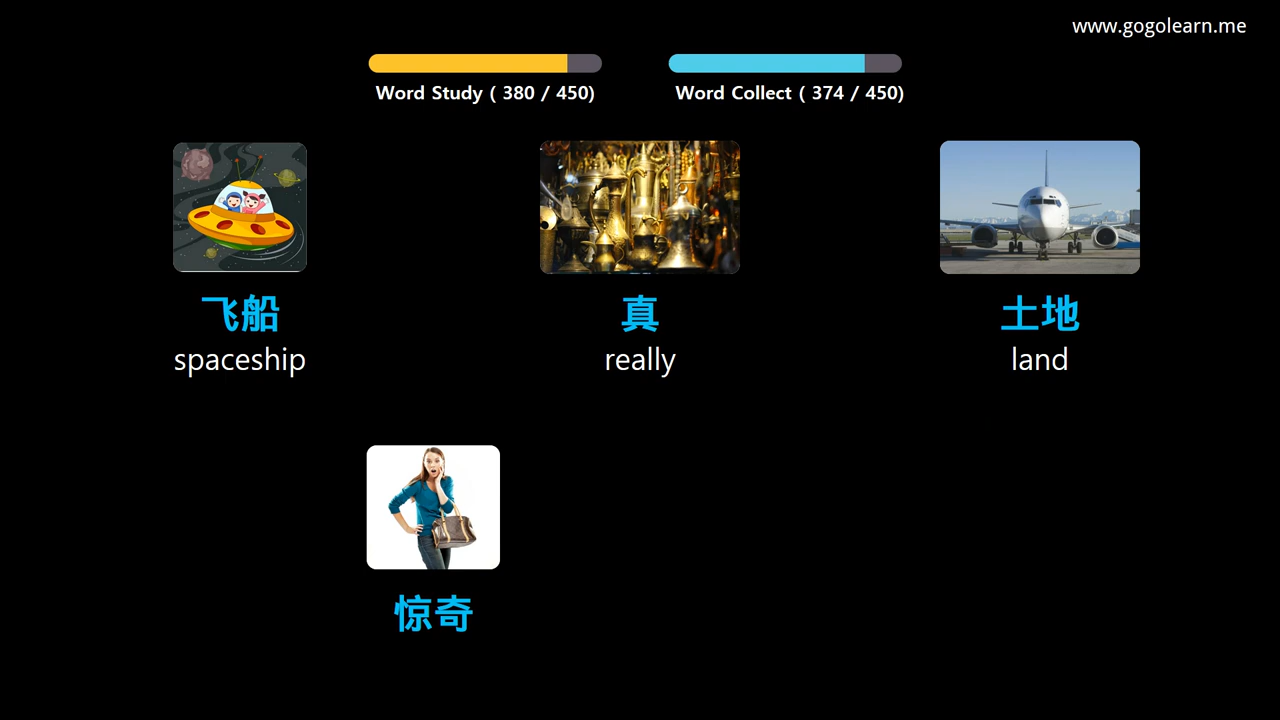 www.gogolearn.me
Word Study ( 380 / 450)
Word Collect ( 374 / 450)
飞船
真
土地
spaceship
really
land
惊奇